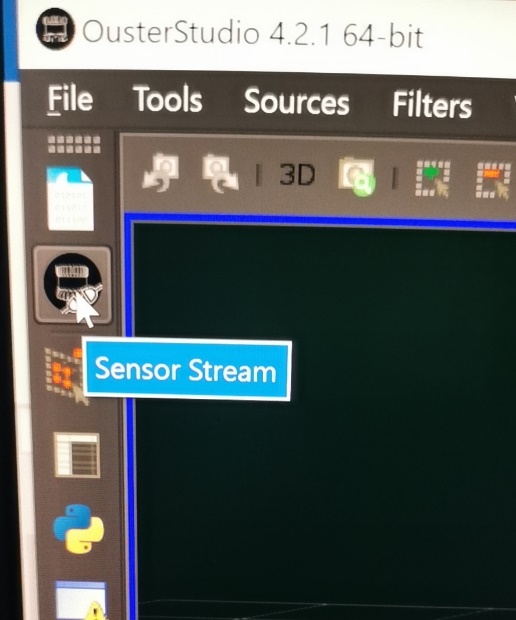 OusterStudio 4.2.1 64-bit
File Tools Sources Filters
3D
Sensor Stream